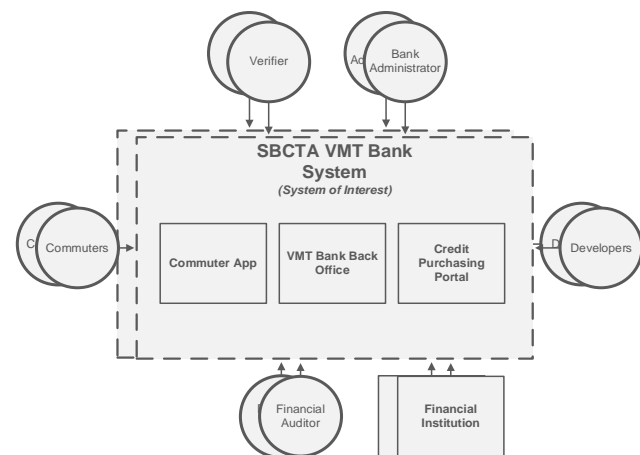 Verifier
Bank
Administrator
SBCTA VMT Bank
System
(System of Interest)
Commuters
Commuter App
VMT Bank Back
Office
Credit
Purchasing
Portal
Developers
Financial
Auditor
Financial
Institution